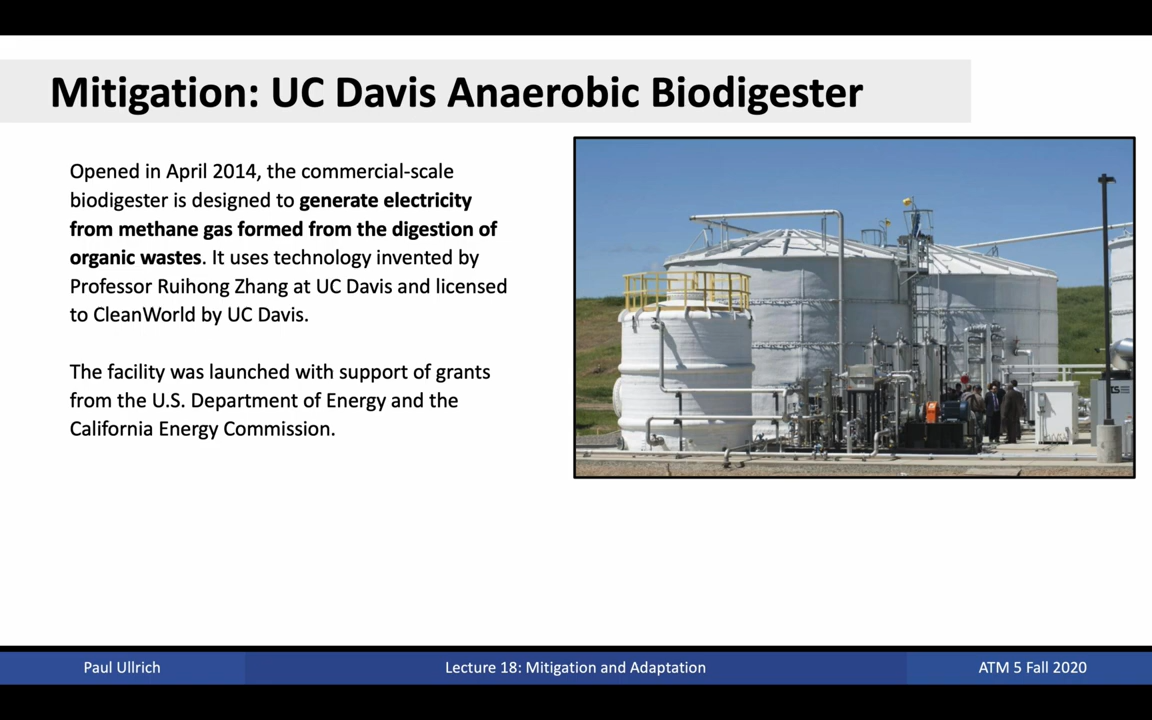 Mitigation: UC Davis Anaerobic Biodigester
Opened in April 2014, the commercial-scale
biodigester is designed to generate electricity
from methane gas formed from the digestion of
organic wastes. It uses technology invented by
Professor Ruihong Zhang at UC Davis and licensed
to CleanWorld by UC Davis.
The facility was launched with support of grants
from the U.S. Department of Energy and the
California Energy Commission.
Paul Ullrich
Lecture 18: Mitigation and Adaptation
ATM 5 Fall 2020